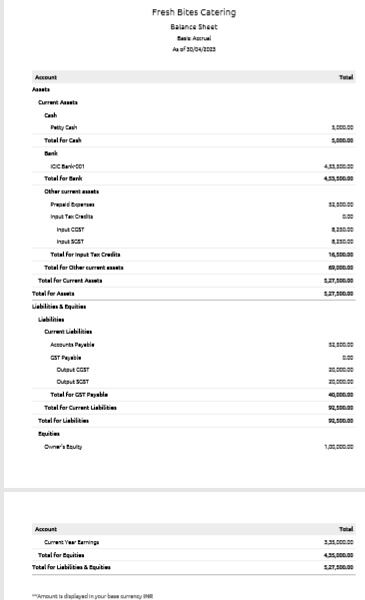 Fresh Bites Catering
Balance Sheet
Basis: Accrual
As of 30/04/2023
Account Total
Assets
Current Assets
Cash
Petty Cash 5,000.00
Total for Cash 5,000.00
Bank
ICIC Bank-001 4,53,500.00
Total for Bank 4,53,500.00
Other current assets
Prepaid Expenses 52,500.00
Input Tax Credits 0.00
Input CGST 8,250.00
Input SGST 8,250.00
Total for Input Tax Credits 16,500.00
Total for Other current assets 69,000.00
Total for Current Assets 5,27,500.00
Total for Assets 5,27,500.00
Liabilities & Equities
Liabilities
Current Liabilities
Accounts Payable 52,500.00
GST Payable 0.00
Output CGST 20,000.00
Output SGST 20,000.00
Total for GST Payable 40,000.00
Total for Current Liabilities 92,500.00
Total for Liabilities 92,500.00
Equities
Owner's Equity 1,00,000.00
Account Total
Current Year Earnings 3,35,000.00
Total for Equities 4,35,000.00
Total for Liabilities & Equities 5,27,500.00
**Amount is displayed in your base currency INR